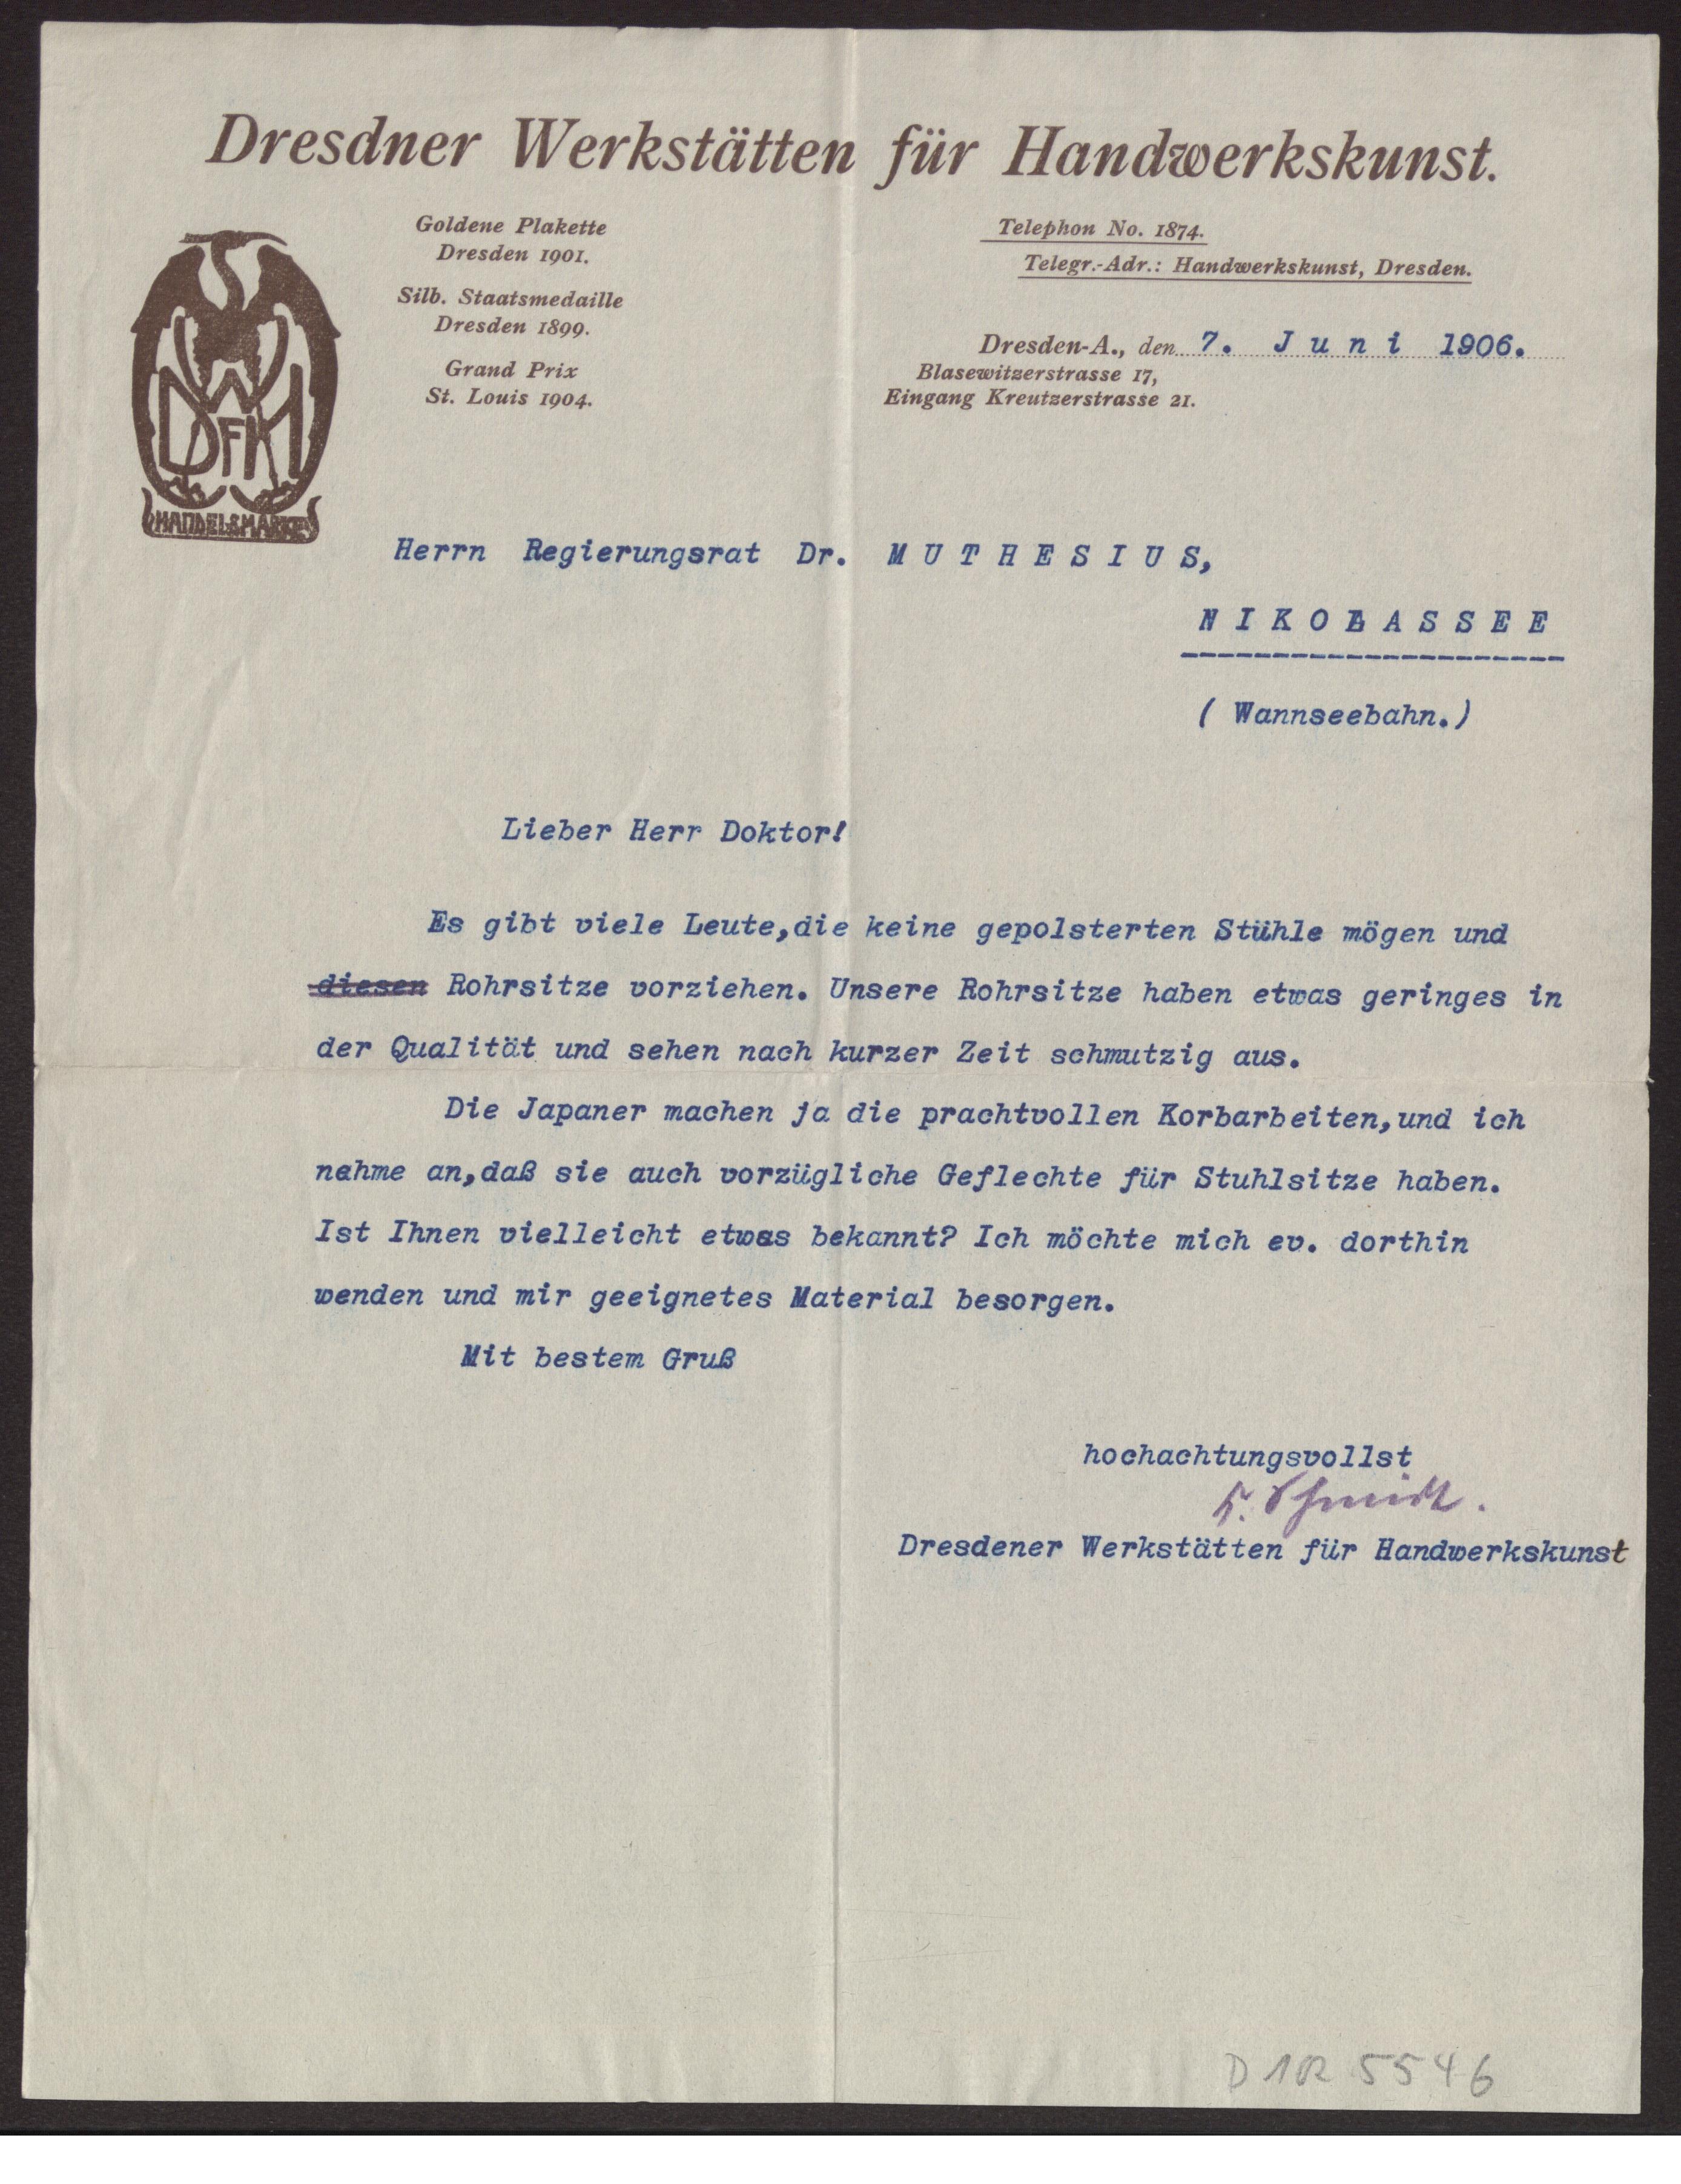 Dresdner Werkstätten für Handwerkskunst.
Goldene Plakette
Dresden 1901.
Silb. Staatsmedaille
Dresden 1899.
Grand Prix
St. Louis 1904.
DWFH
HANDELSMARKE
Telephon No. 1874.
Telegr.-Adr.: Handwerkskunst, Dresden.
Dresden-A., den 7. Juni 1906.
Blasewitzerstrasse 17,
Eingang Kreutzerstrasse 21.
Herrn Regierungsrat Dr. MUTHESIUS,
NIKOLASSEE
( Wannseebahn.)
Lieber Herr Doktor!
Es gibt viele Leute,die keine gepolsterten Stühle mögen und
diesen Rohrsitze vorziehen. Unsere Rohrsitze haben etwas geringes in
der Qualität und sehen nach kurzer Zeit schmutzig aus.
Die Japaner machen ja die prachtvollen Korbarbeiten,und ich
nehme an,daß sie auch vorzügliche Geflechte für Stuhlsitze haben.
Ist Ihnen vielleicht etwas bekannt? Ich möchte mich ev. dorthin
wenden und mir geeignetes Material besorgen.
Mit bestem Gruß
hochachtungsvollst
K. Schmidt.
Dresdener Werkstätten für Handwerkskunst
D 1R 5546